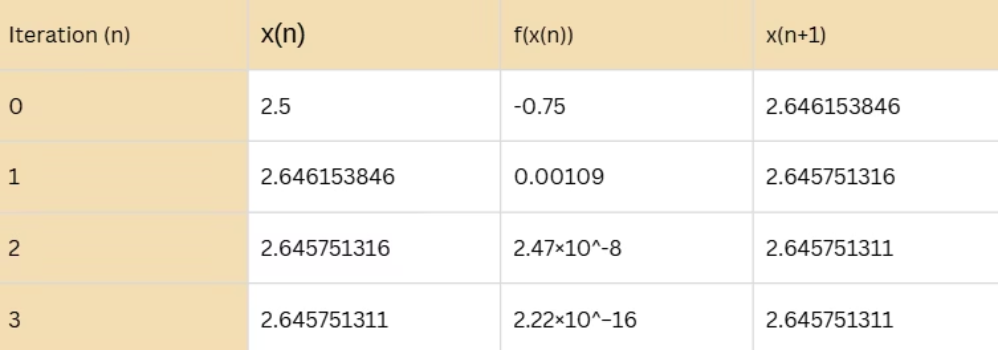 Iteration (n) x(n) f(x(n)) x(n+1)
0 2.5 -0.75 2.646153846
1 2.646153846 0.00109 2.645751316
2 2.645751316 2.47×10^-8 2.645751311
3 2.645751311 2.22×10^−16 2.645751311